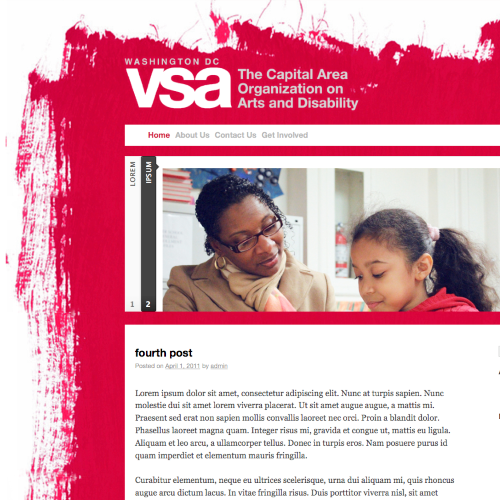 WASHINGTON DC
vsa
The Capital Area
Organization on
Arts and Disability
Home About Us Contact Us Get Involved
LOREM
IPSUM
1
2
fourth post
Posted on April 1, 2011 by admin
Lorem ipsum dolor sit amet, consectetur adipiscing elit. Nunc at turpis sapien. Nunc
molestie dui sit amet lorem viverra placerat. Ut sit amet augue augue, a mattis mi.
Praesent sed erat non sapien mollis convallis laoreet nec orci. Proin a blandit dolor.
Phasellus laoreet magna quam. Integer risus mi, gravida et congue ut, mattis eu ligula.
Aliquam et leo arcu, a ullamcorper tellus. Donec in turpis eros. Nam posuere purus id
quam imperdiet et elementum mauris fringilla.
Curabitur elementum, neque eu ultrices scelerisque, urna dui aliquam mi, quis rhoncus
augue arcu dictum lacus. In vitae fringilla risus. Duis porttitor viverra nisl, sit amet